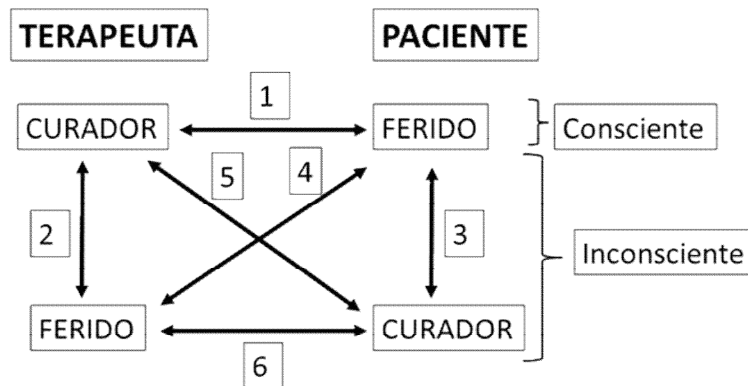 TERAPEUTA PACIENTE
1
CURADOR FERIDO Consciente
5 4
2 3
Inconsciente
FERIDO CURADOR
6